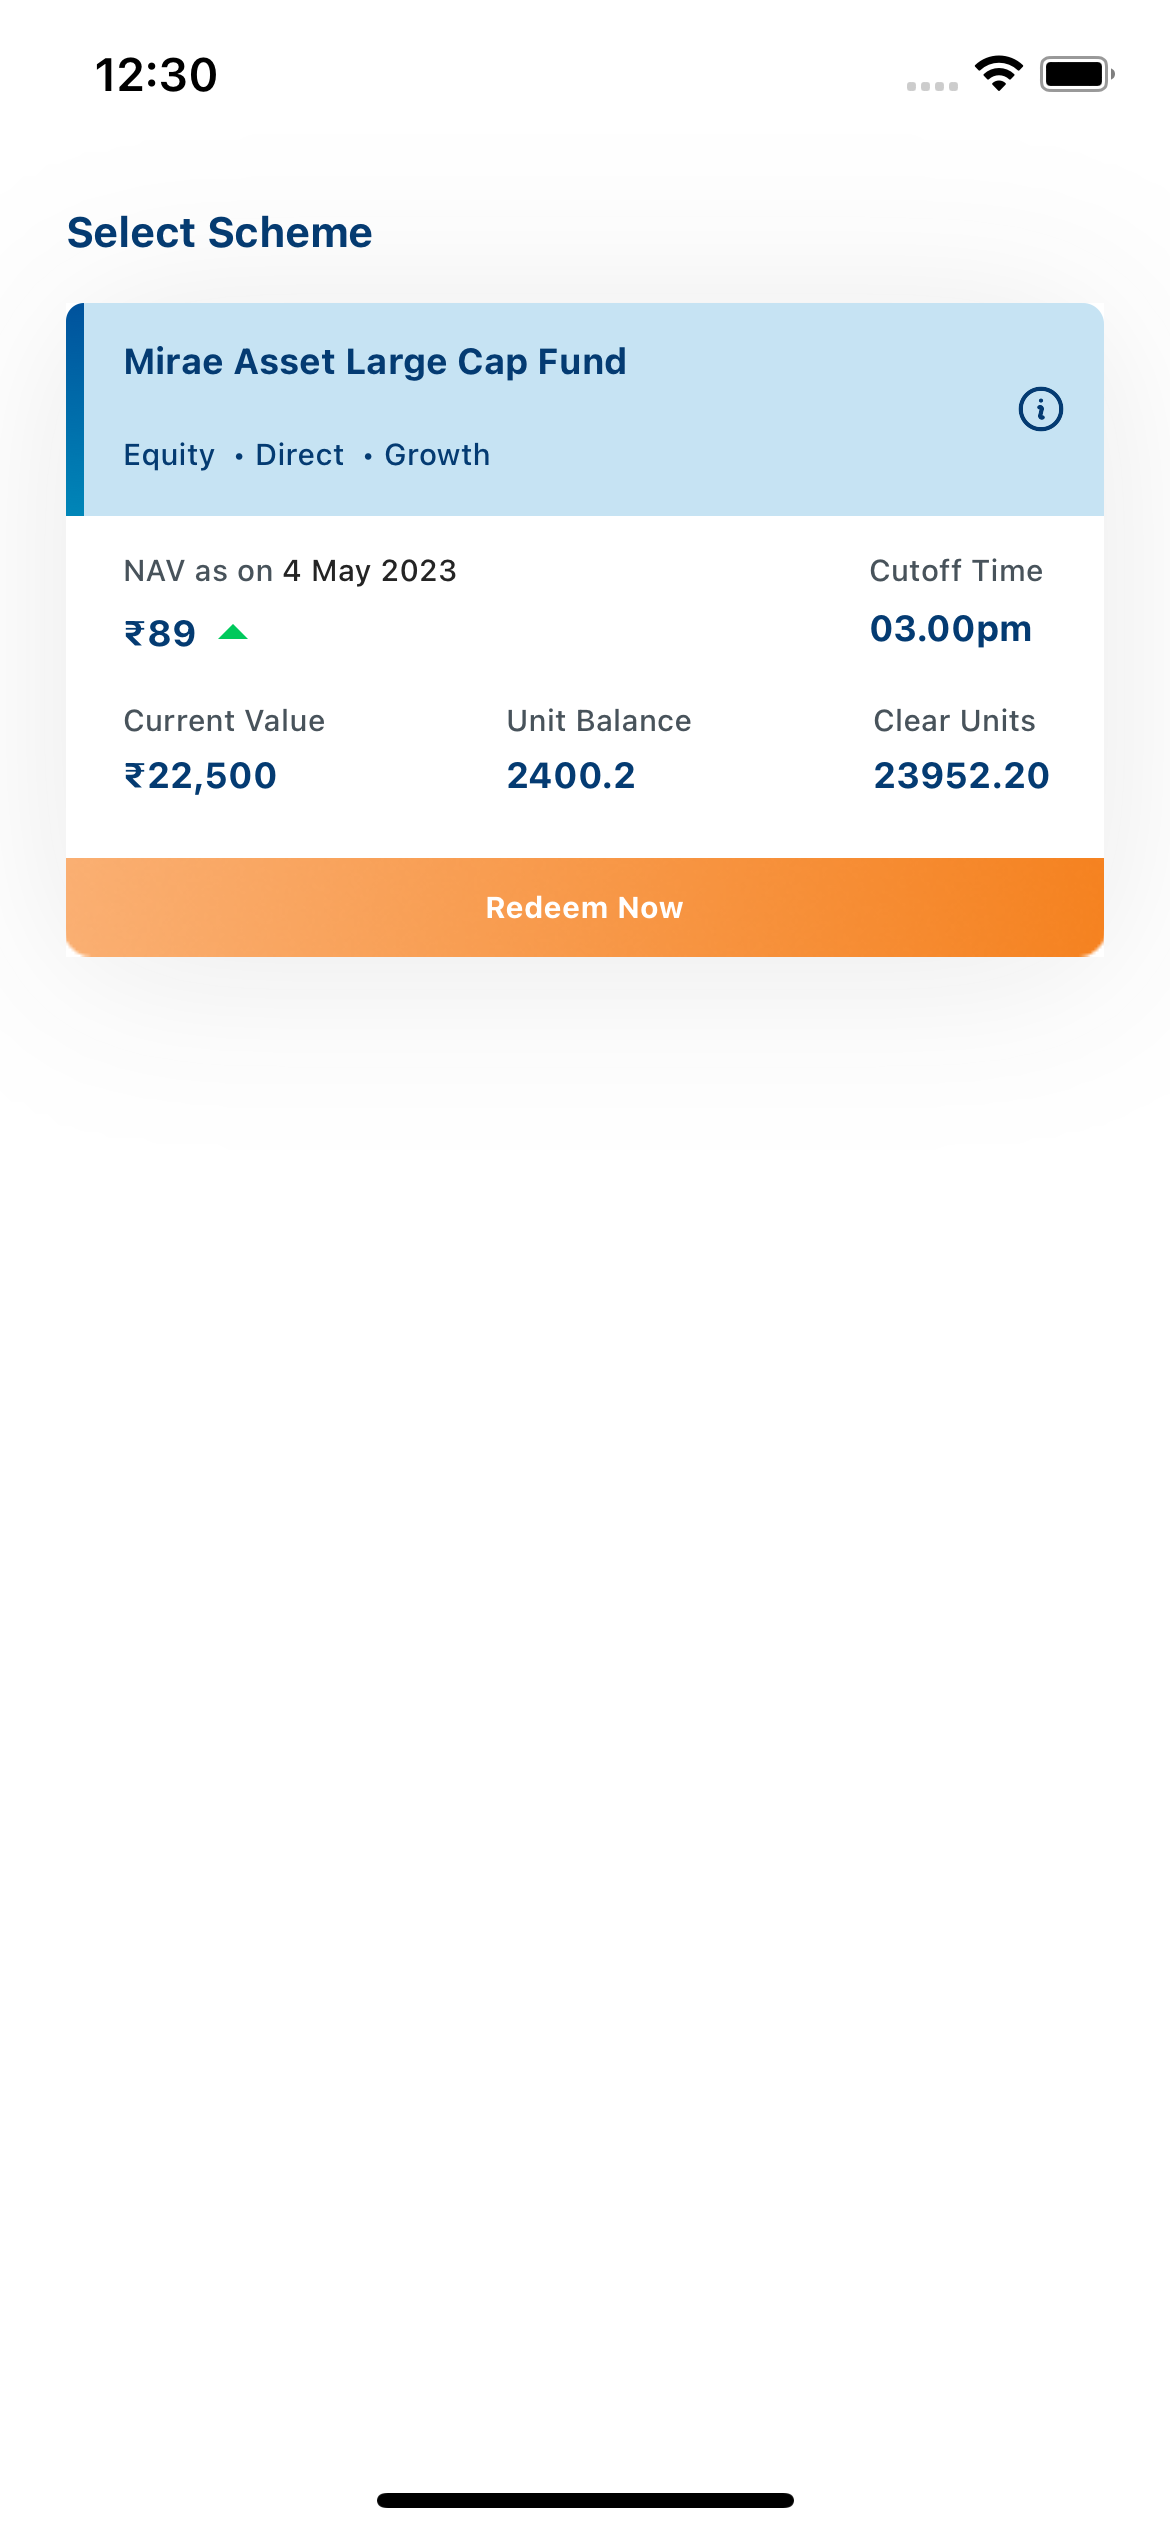 12:30
Select Scheme
Mirae Asset Large Cap Fund
Equity • Direct • Growth
NAV as on 4 May 2023
Cutoff Time
₹89
03.00pm
Current Value
Unit Balance
Clear Units
₹22,500
2400.2
23952.20
Redeem Now